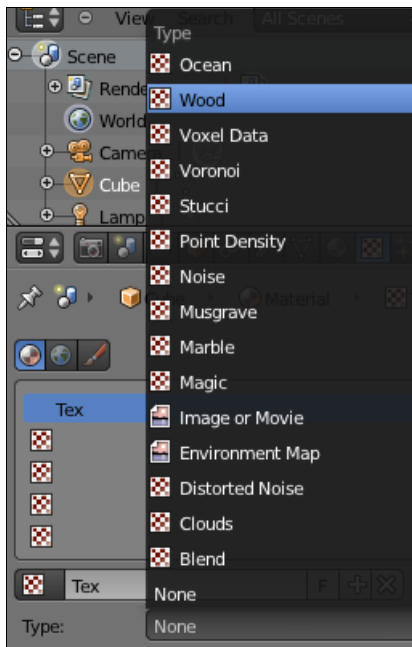 View Search All Scenes
Type
Scene
Ocean
Rende
Wood
World
Voxel Data
Came
Voronoi
Cube
Stucci
Lamp
Point Density
Noise
Cube Material
Musgrave
Marble
Magic
Tex
Image or Movie
Environment Map
Distorted Noise
Clouds
Blend
Tex
None
F
Type:
None